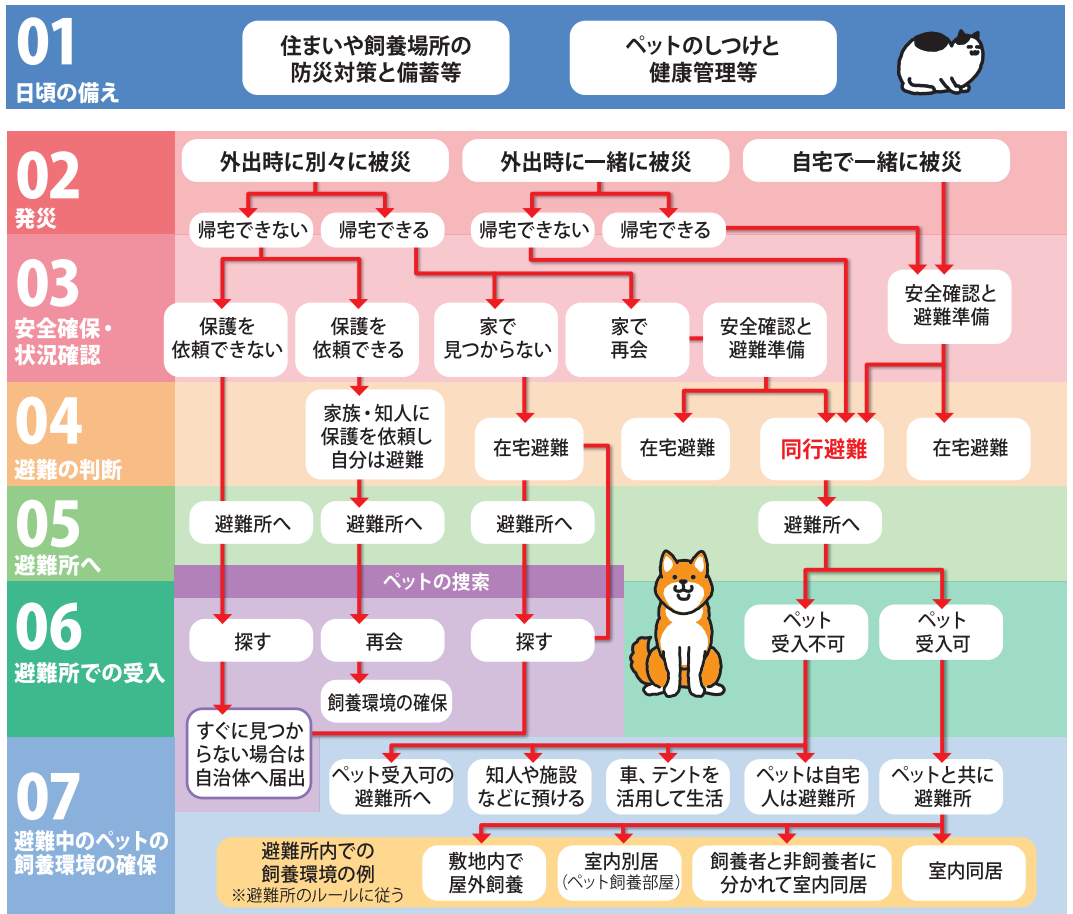 01
日頃の備え
住まいや飼養場所の
防災対策と備蓄等
ペットのしつけと
健康管理等
02
発災
外出時に別々に被災
外出時に一緒に被災
自宅で一緒に被災
帰宅できない
帰宅できる
帰宅できない
帰宅できる
03
安全確保・
状況確認
保護を
依頼できない
保護を
依頼できる
家で
見つからない
家で
再会
安全確認と
避難準備
安全確認と
避難準備
04
避難の判断
家族・知人に
保護を依頼し
自分は避難
在宅避難
在宅避難
同行避難
在宅避難
05
避難所へ
避難所へ
避難所へ
避難所へ
避難所へ
ペットの捜索
06
避難所での受入
探す
再会
探す
ペット
受入不可
ペット
受入可
飼養環境の確保
すぐに見つか
らない場合は
自治体へ届出
07
避難中のペットの
飼養環境の確保
ペット受入可の
避難所へ
知人や施設
などに預ける
車、テントを
活用して生活
ペットは自宅
人は避難所
ペットと共に
避難所
避難所内での
飼養環境の例
※避難所のルールに従う
敷地内で
屋外飼養
室内別居
（ペット飼養部屋）
飼養者と非飼養者に
分かれて室内同居
室内同居